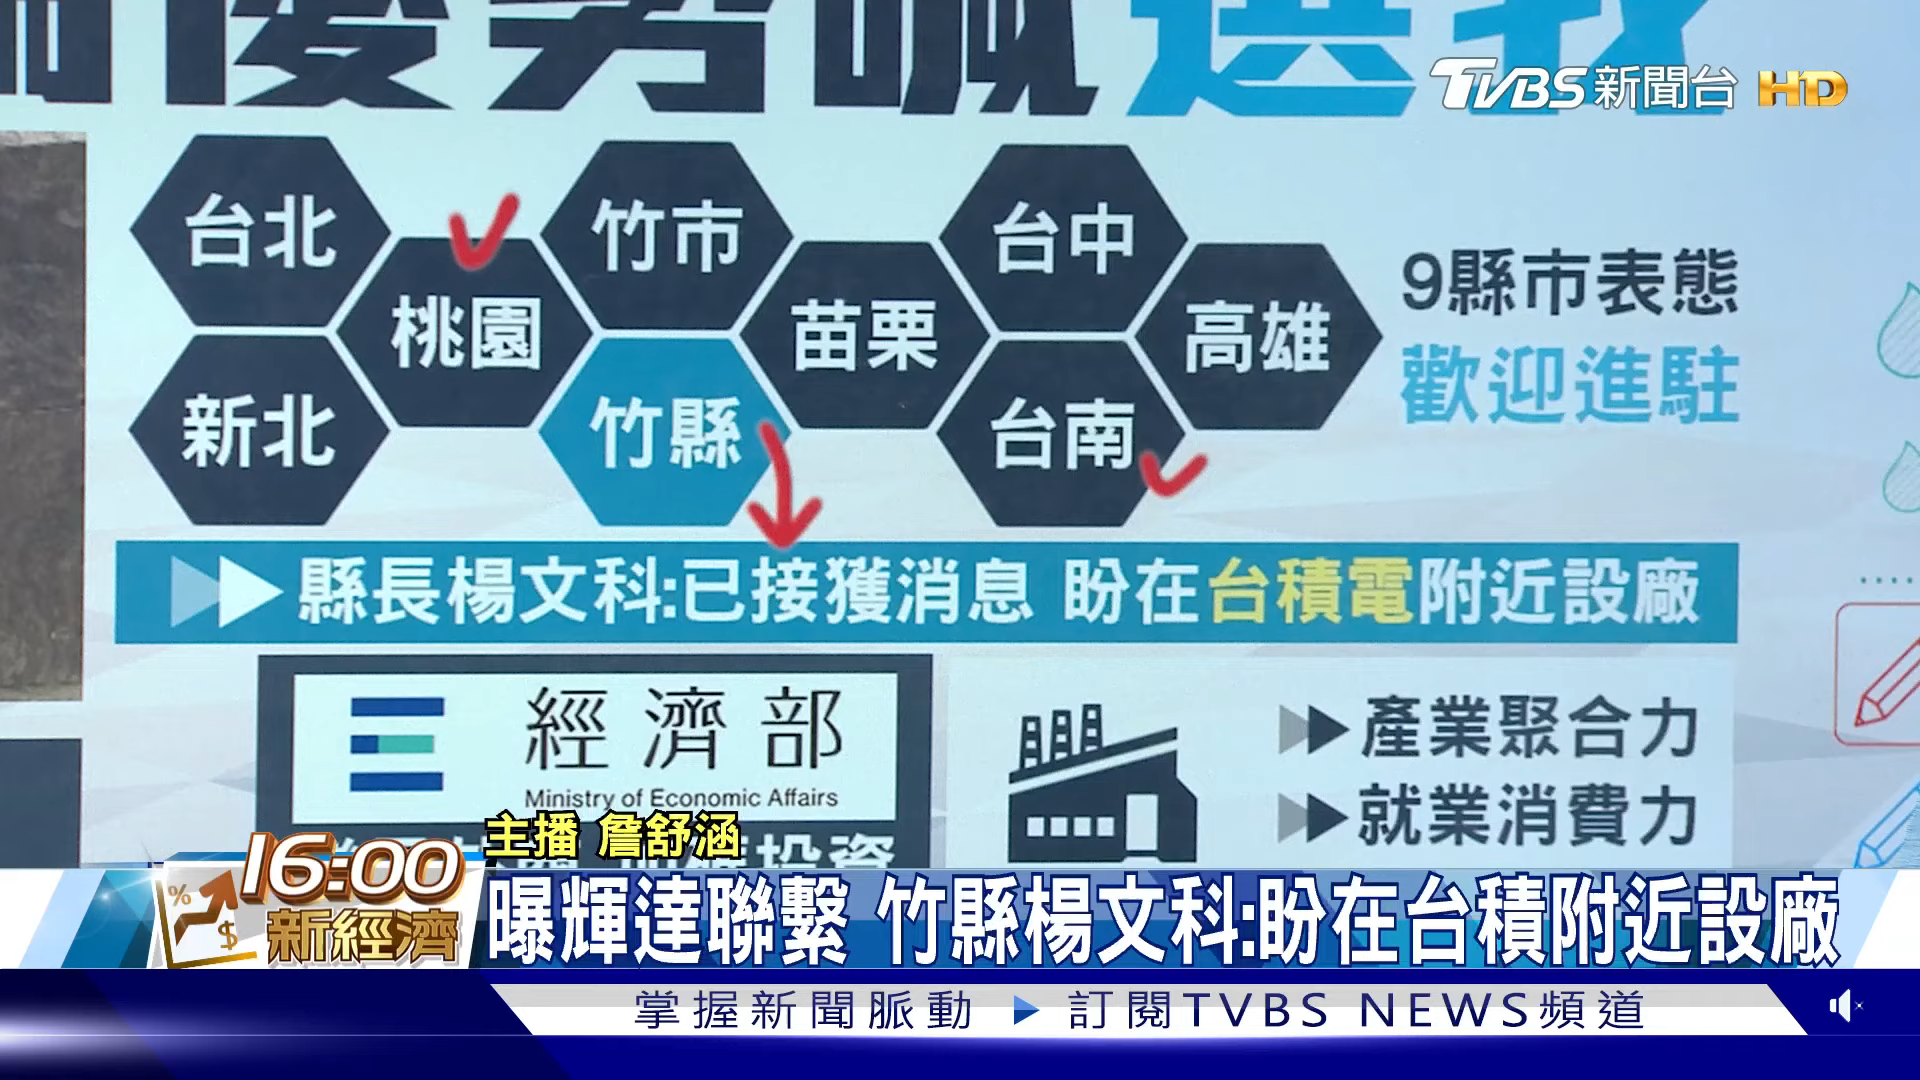 優勢喊選我
TVBS新聞台 HD
台北
竹市
台中
桃園
苗栗
高雄
新北
竹縣
台南
9縣市表態
歡迎進駐
縣長楊文科:已接獲消息 盼在台積電附近設廠
經濟部
Ministry of Economic Affairs
產業聚合力
就業消費力
主播 詹舒涵
16:00
新經濟
% $
曝輝達聯繫 竹縣楊文科:盼在台積附近設廠
掌握新聞脈動 訂閱TVBS NEWS頻道